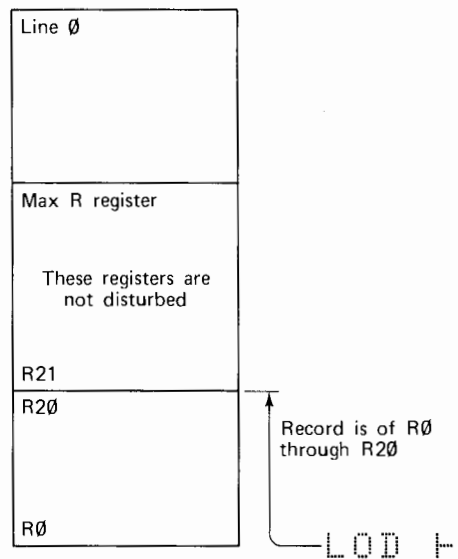 Line Ø
Max R register
These registers are
not disturbed
R21
R2Ø
Record is of RØ
through R2Ø
RØ
LOD ⊢